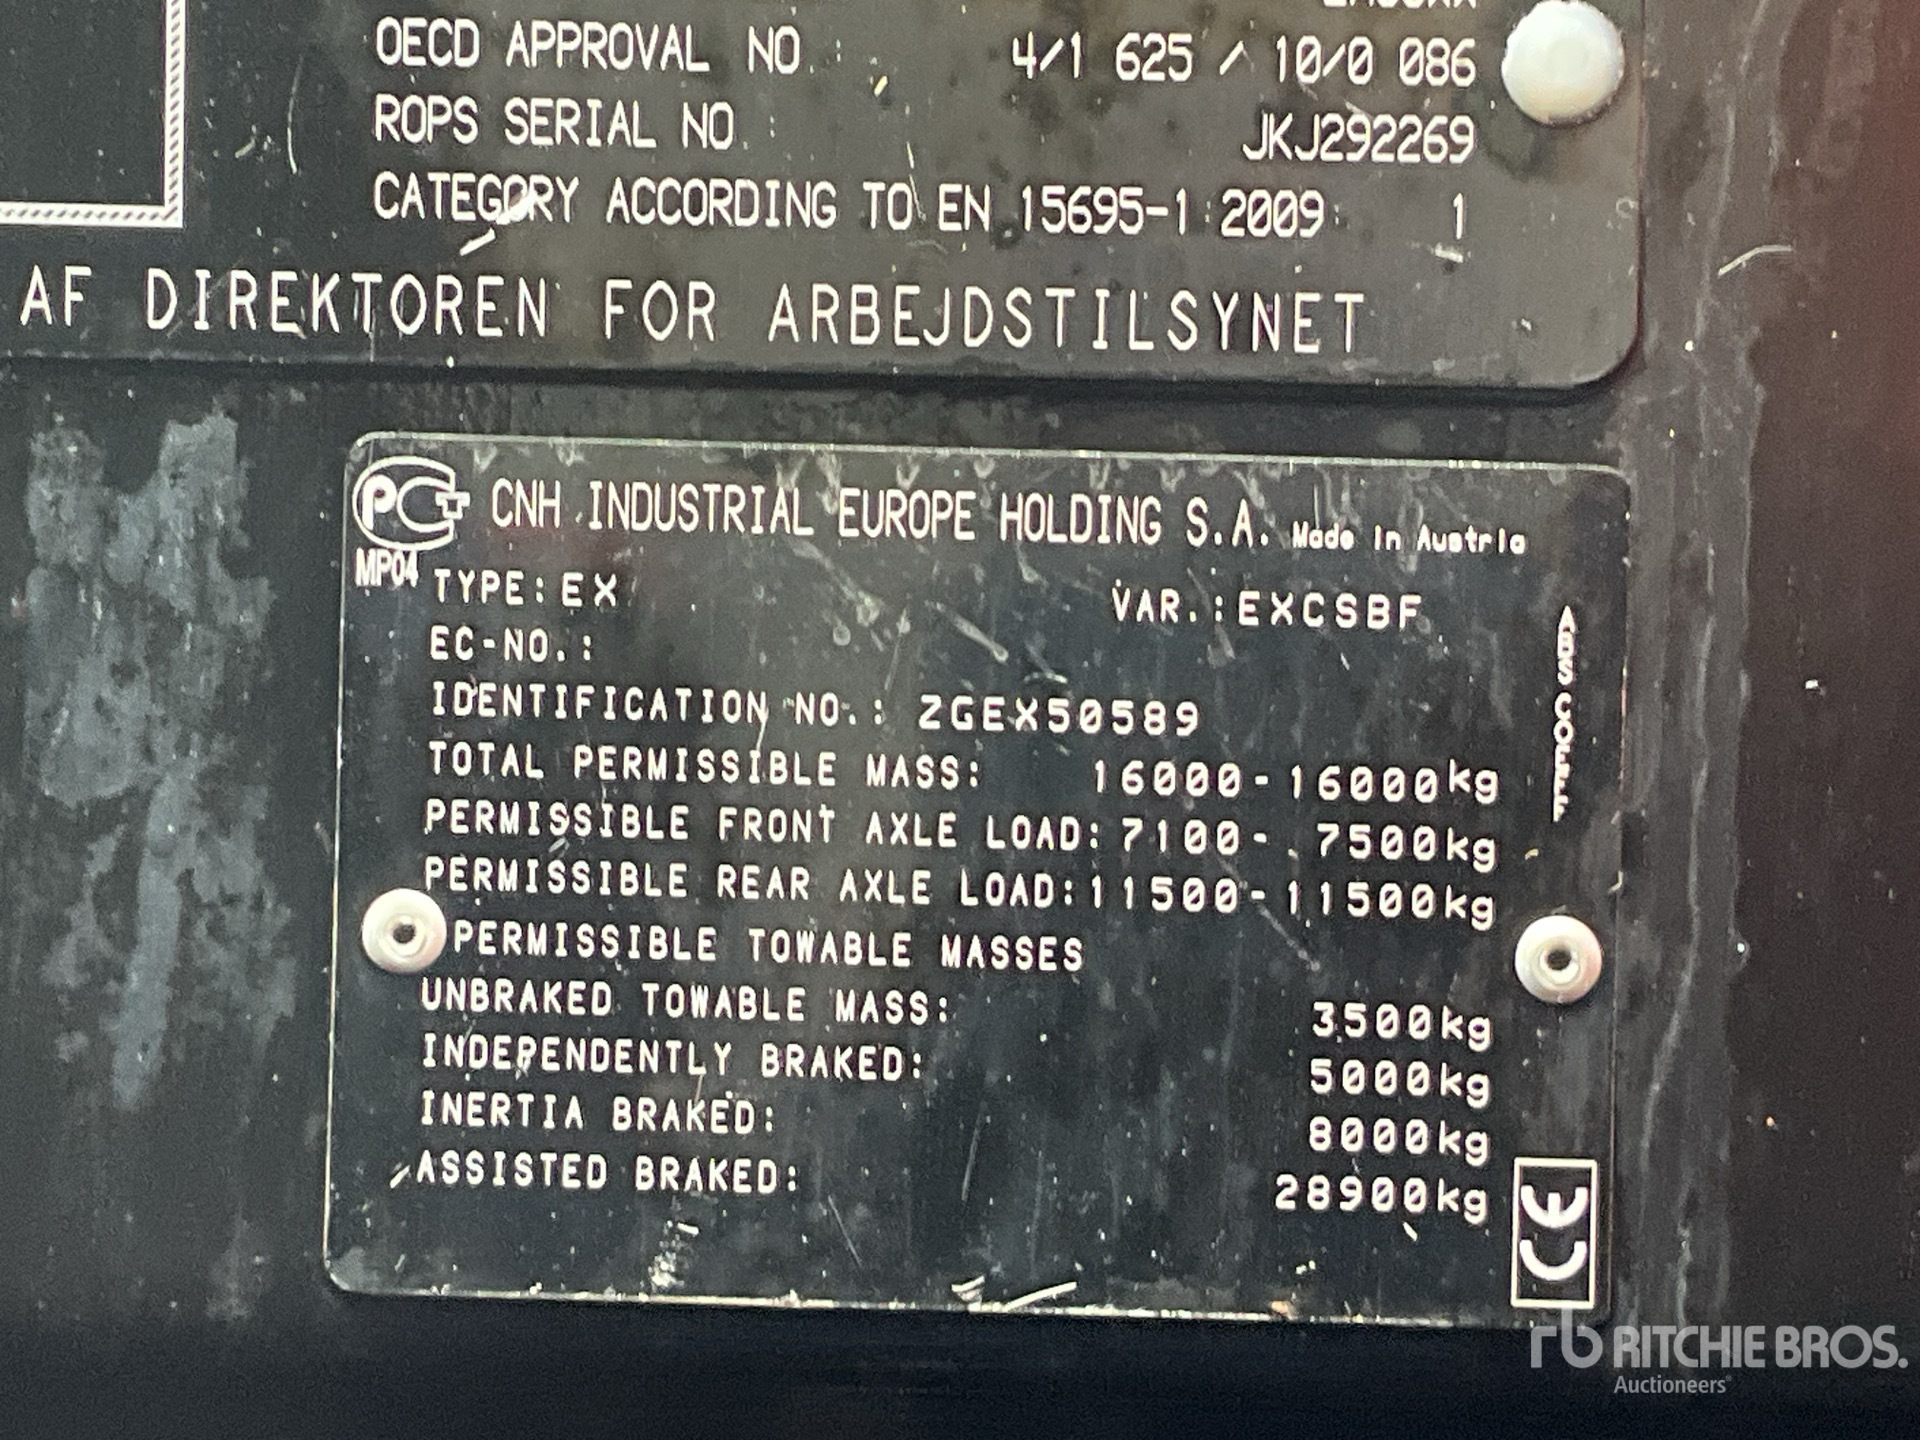 OECD APPROVAL NO : 4/1 625 / 10/0 086
ROPS SERIAL NO : JKJ292269
CATEGORY ACCORDING TO EN 15695-1:2009: 1
AF DIREKTOREN FOR ARBEJDSTILSYNET
PCT CNH INDUSTRIAL EUROPE HOLDING S.A. Made in Austria
MP04
TYPE: EX VAR.: EXCSBF
EC-NO.:
IDENTIFICATION NO.: ZGEX50589
TOTAL PERMISSIBLE MASS: 16000-16000kg
PERMISSIBLE FRONT AXLE LOAD: 7100- 7500kg
PERMISSIBLE REAR AXLE LOAD: 11500-11500kg
PERMISSIBLE TOWABLE MASSES
UNBRAKED TOWABLE MASS: 3500kg
INDEPENDENTLY BRAKED: 5000kg
INERTIA BRAKED: 8000kg
ASSISTED BRAKED: 28900kg
CE
rb RITCHIE BROS.
Auctioneers